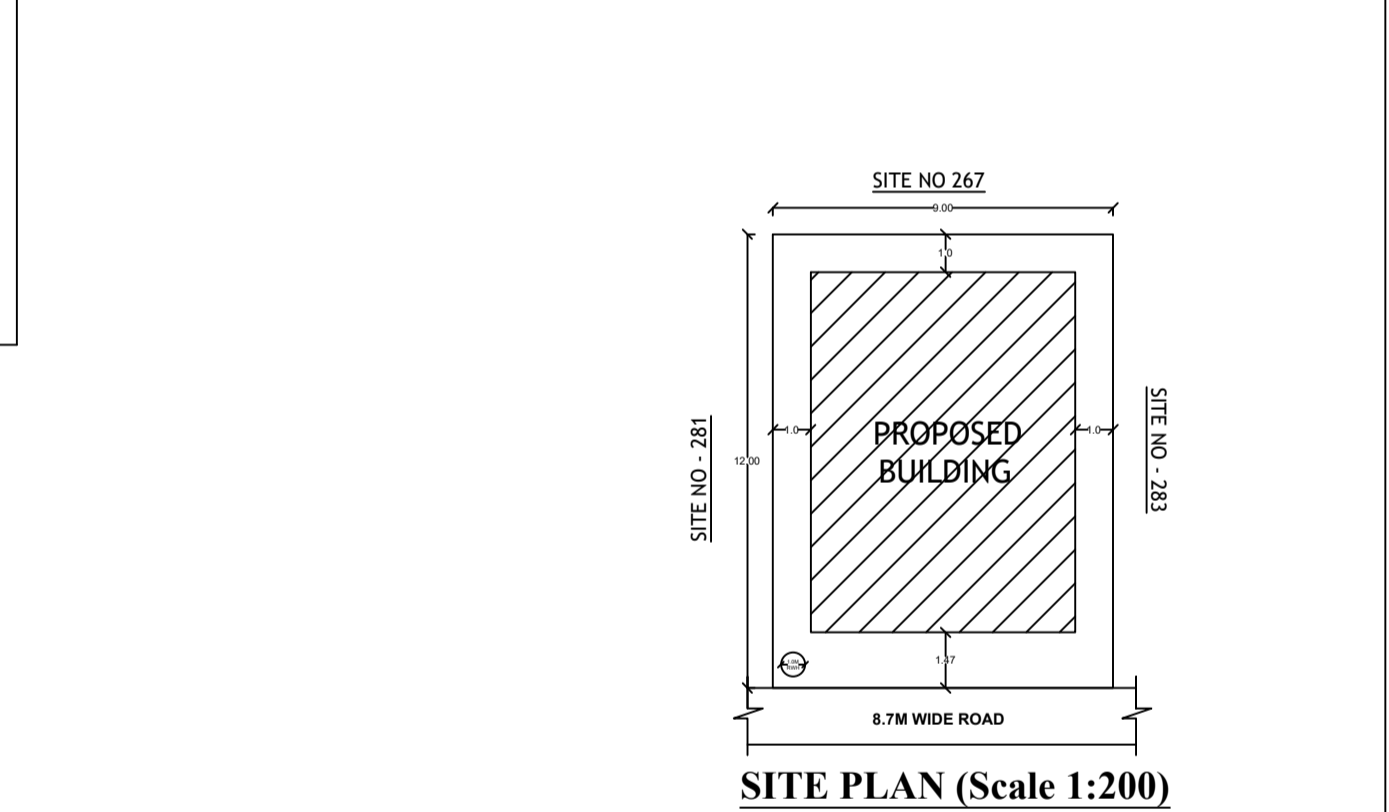 SITE NO 267
9.00
1.0
SITE NO - 281
12.00
1.0
PROPOSED
BUILDING
1.0
SITE NO - 283
1.47
8.7M WIDE ROAD
SITE PLAN (Scale 1:200)